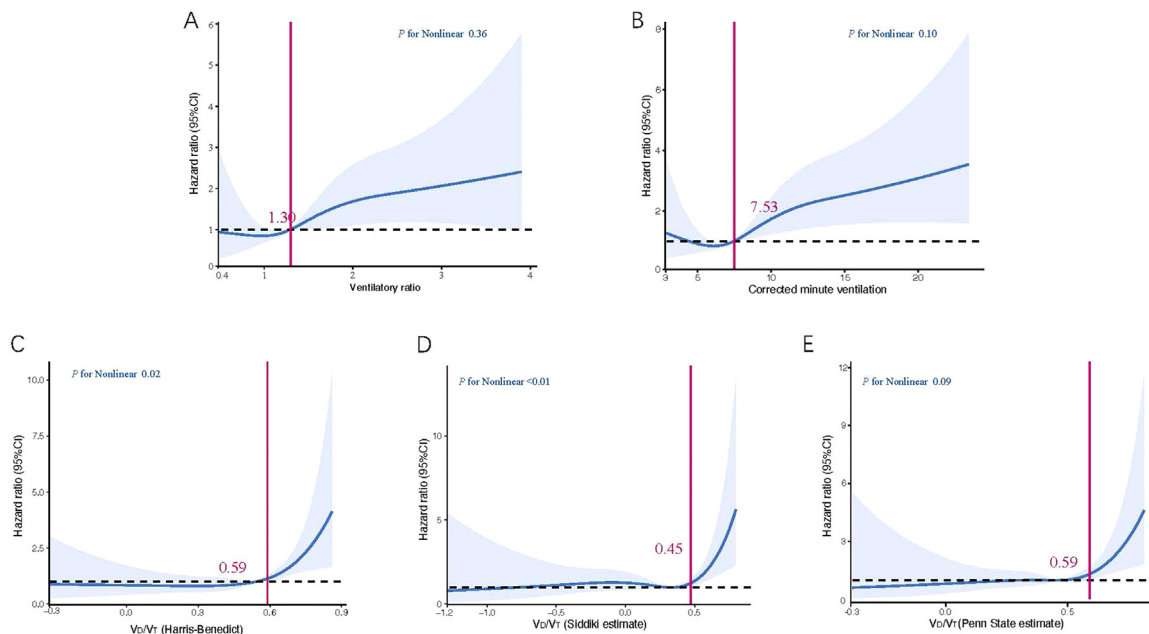 A
P for Nonlinear 0.36
Hazard ratio (95%CI)
6
5
4
3
2
1
0
1.30
0.4
1
2
3
4
Ventilatory ratio
B
P for Nonlinear 0.10
Hazard ratio (95%CI)
8
6
4
2
0
7.53
3
5
10
15
20
Corrected minute ventilation
C
P for Nonlinear 0.02
Hazard ratio (95%CI)
10.0
7.5
5.0
2.5
0.0
0.59
−0.3
0.0
0.3
0.6
0.9
VD/VT (Harris-Benedict)
D
P for Nonlinear <0.01
Hazard ratio (95%CI)
10
5
0
0.45
−1.2
−1.0
−0.5
0.0
0.5
VD/VT (Siddiki estimate)
E
P for Nonlinear 0.09
Hazard ratio (95%CI)
12
9
6
3
0
0.59
−0.3
0.0
0.5
VD/VT(Penn State estimate)